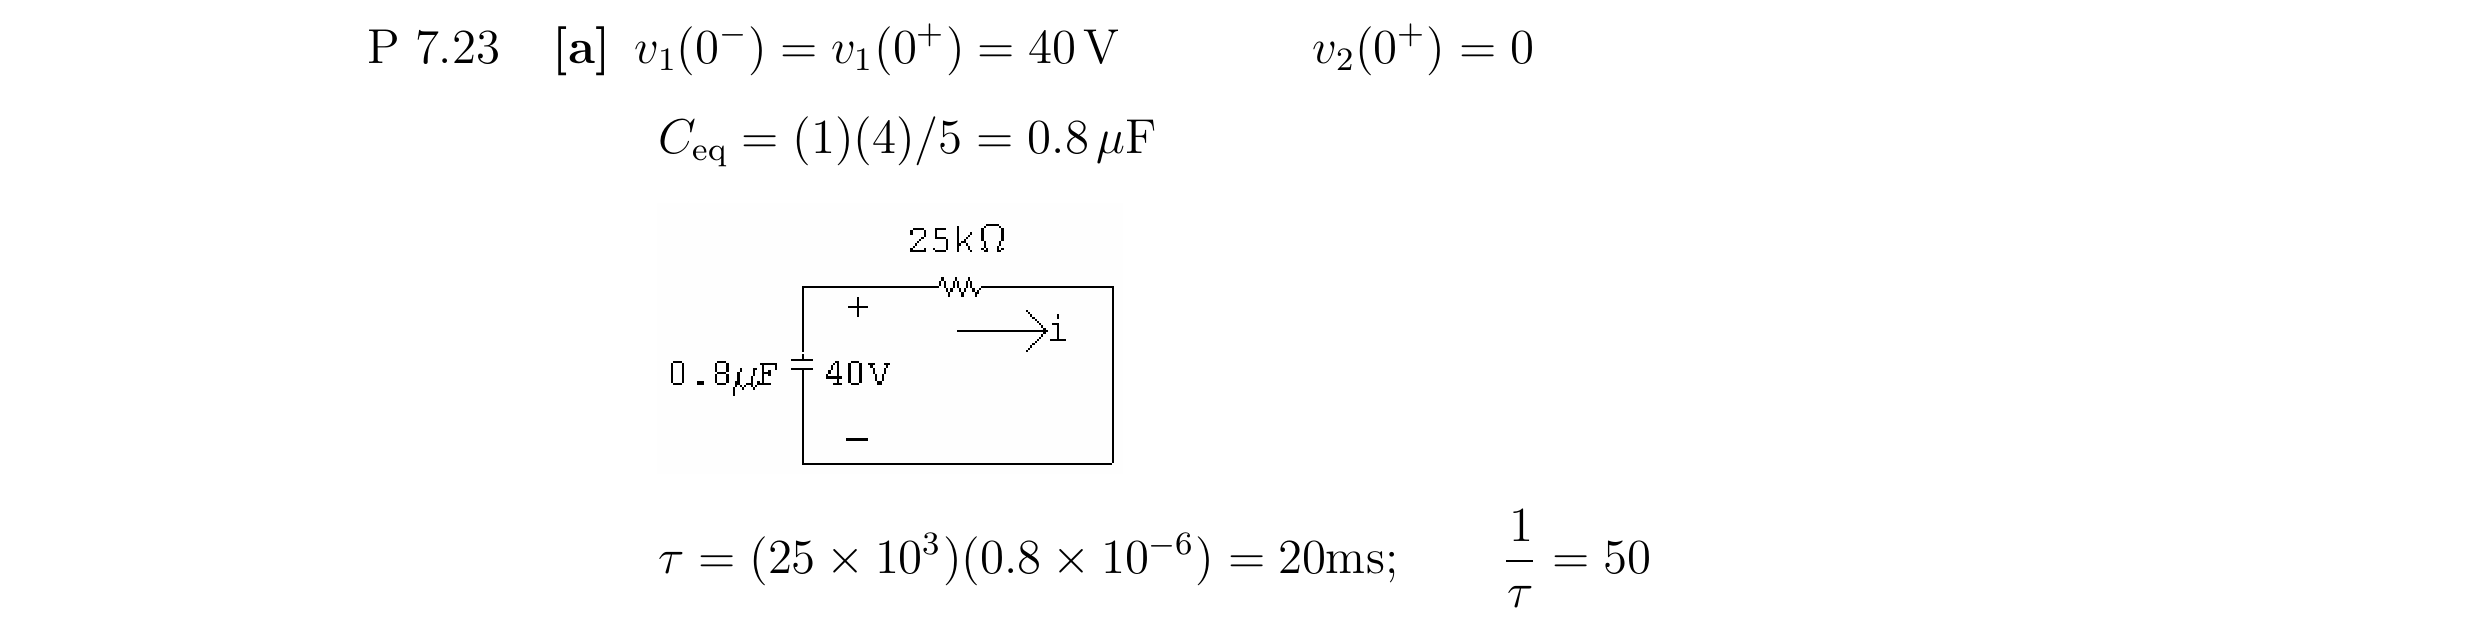 P 7.23 [a] v₁(0⁻) = v₁(0⁺) = 40 V v₂(0⁺) = 0
C_eq = (1)(4)/5 = 0.8 μF
25kΩ
+
i
0.8μF 40V
−
τ = (25 × 10³)(0.8 × 10⁻⁶) = 20ms; 1/τ = 50